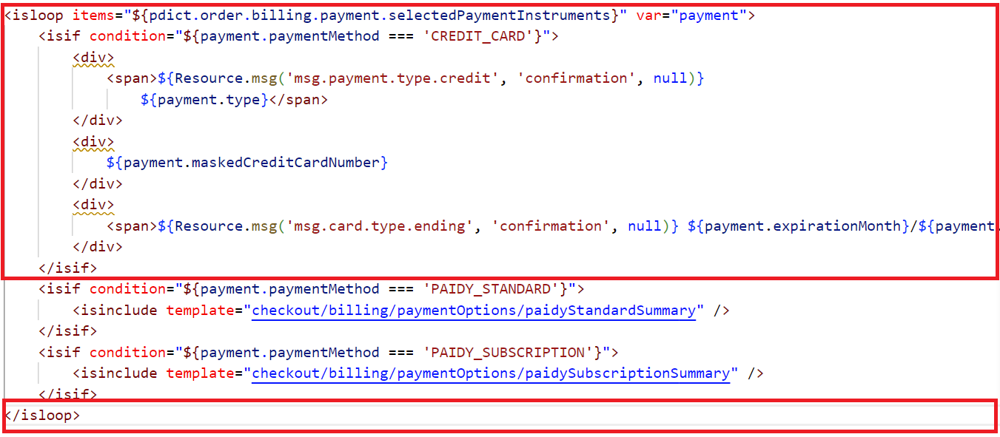 <isloop items="${pdict.order.billing.payment.selectedPaymentInstruments}" var="payment">
<isif condition="${payment.paymentMethod === 'CREDIT_CARD'}">
<div>
<span>${Resource.msg('msg.payment.type.credit', 'confirmation', null)}
${payment.type}</span>
</div>
<div>
${payment.maskedCreditCardNumber}
</div>
<div>
<span>${Resource.msg('msg.card.type.ending', 'confirmation', null)} ${payment.expirationMonth}/${payment.
</div>
</isif>
<isif condition="${payment.paymentMethod === 'PAIDY_STANDARD'}">
<isinclude template="checkout/billing/paymentOptions/paidyStandardSummary" />
</isif>
<isif condition="${payment.paymentMethod === 'PAIDY_SUBSCRIPTION'}">
<isinclude template="checkout/billing/paymentOptions/paidySubscriptionSummary" />
</isif>
</isloop>